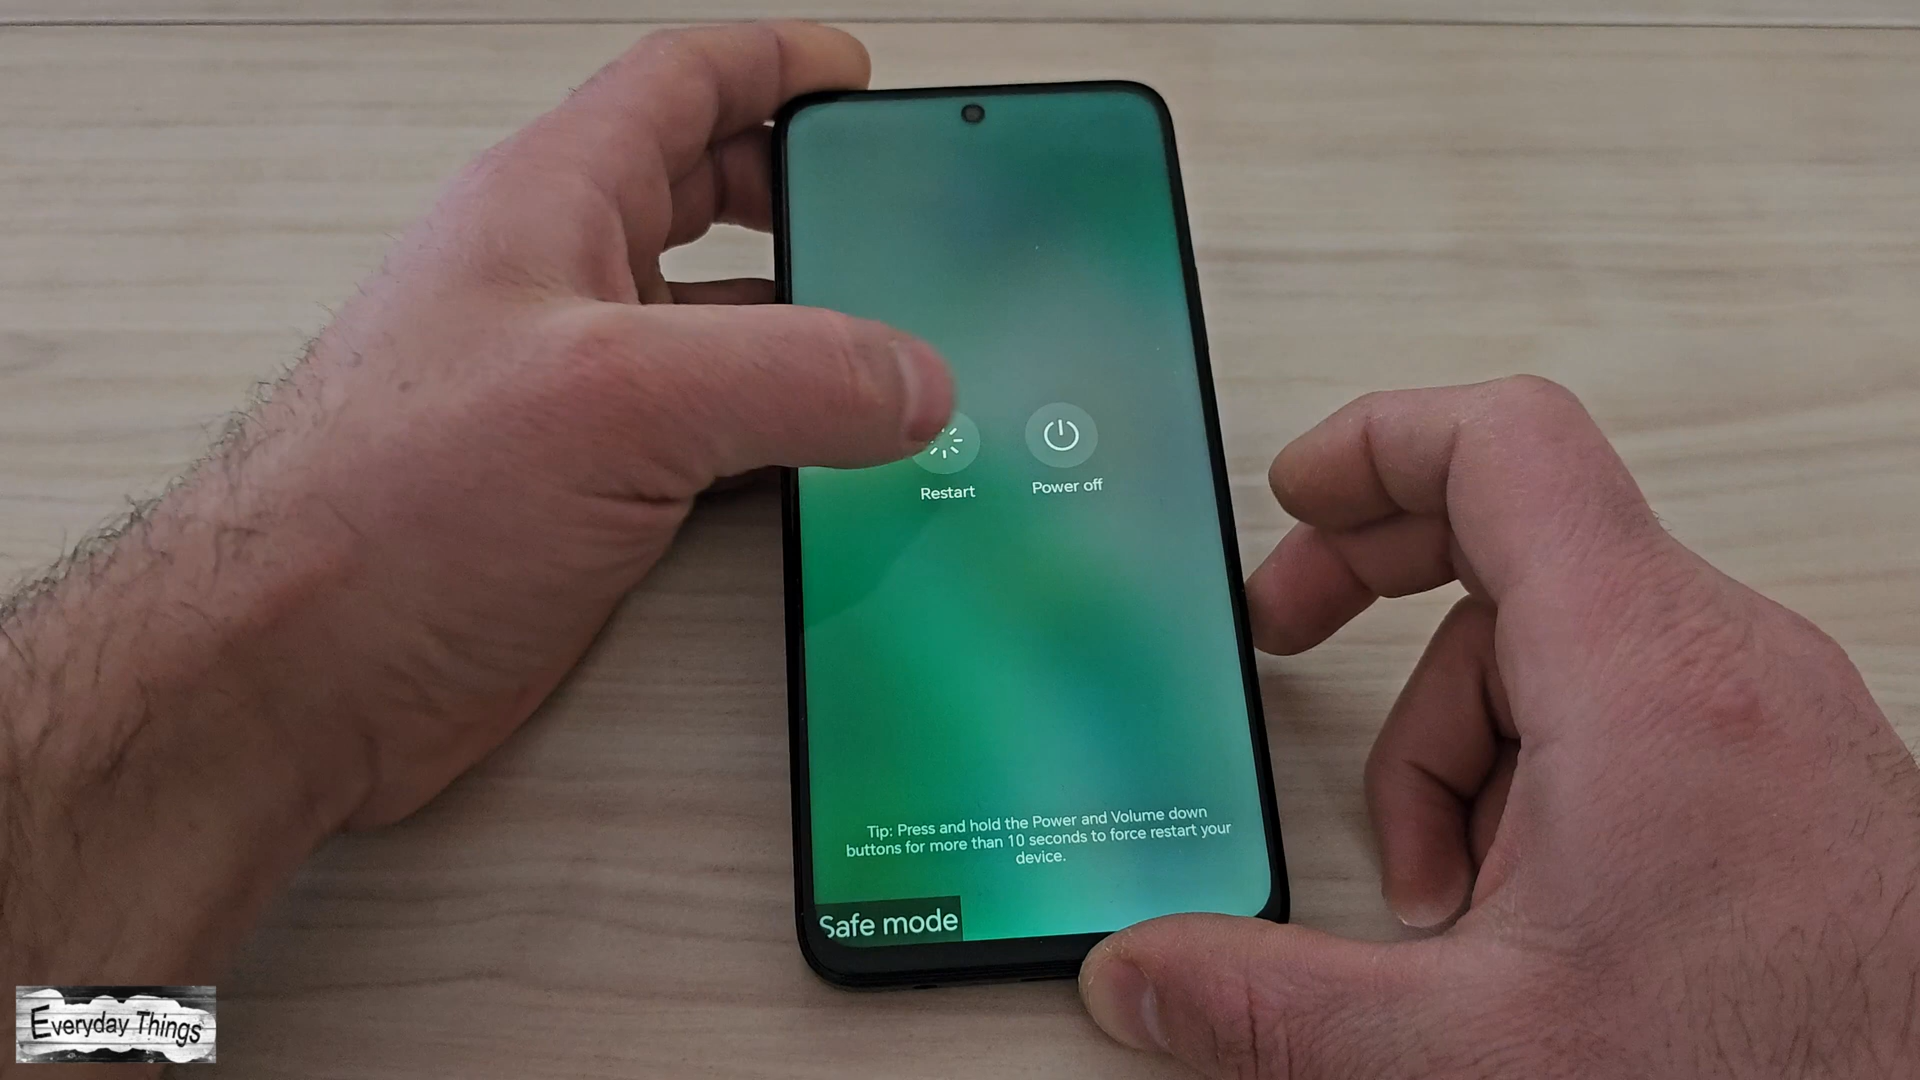 Restart
Power off
Tip: Press and hold the Power and Volume down
buttons for more than 10 seconds to force restart your
device.
Safe mode
Everyday Things